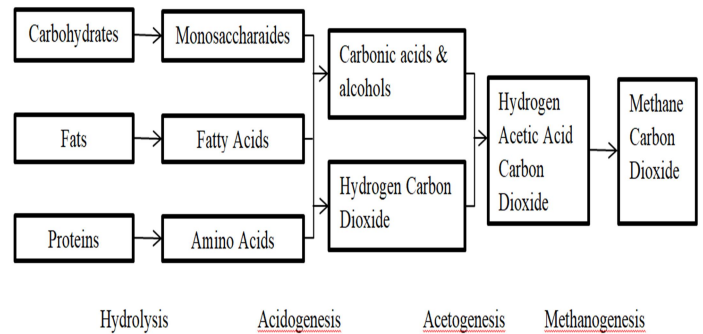 Carbohydrates
Monosaccharaides
Fats
Fatty Acids
Proteins
Amino Acids
Carbonic acids &
alcohols
Hydrogen Carbon
Dioxide
Hydrogen
Acetic Acid
Carbon
Dioxide
Methane
Carbon
Dioxide
Hydrolysis
Acidogenesis
Acetogenesis
Methanogenesis